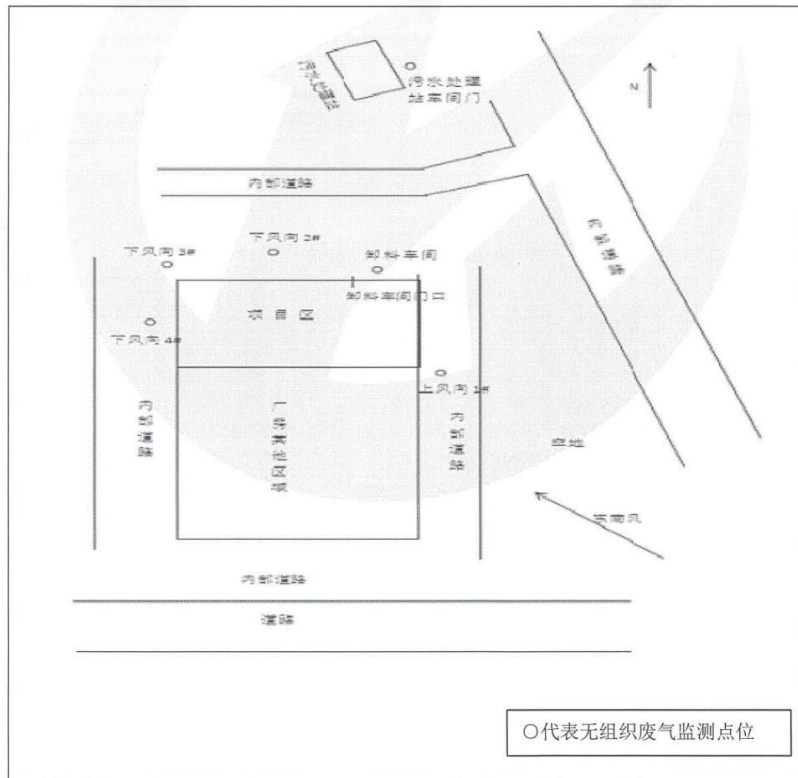 污水处理站
污水处理
站车间门
N
内部道路
内部道路
下风向 3#
下风向 2#
卸料车间
卸料车间门口
项目区
下风向 4#
上风向 1#
内部道路
厂格其他区域
内部道路
东南风
内部道路
道路
○代表无组织废气监测点位